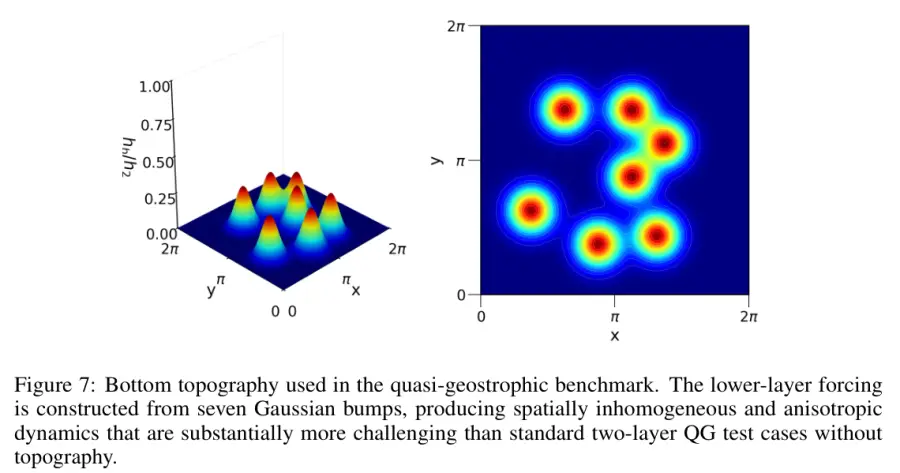 1.00
0.75
0.50
0.25
0.00
hₙ/h₂
2π
π
0
y
0
π
2π
x
2π
π
0
y
0
π
2π
x
Figure 7: Bottom topography used in the quasi-geostrophic benchmark. The lower-layer forcing
is constructed from seven Gaussian bumps, producing spatially inhomogeneous and anisotropic
dynamics that are substantially more challenging than standard two-layer QG test cases without
topography.